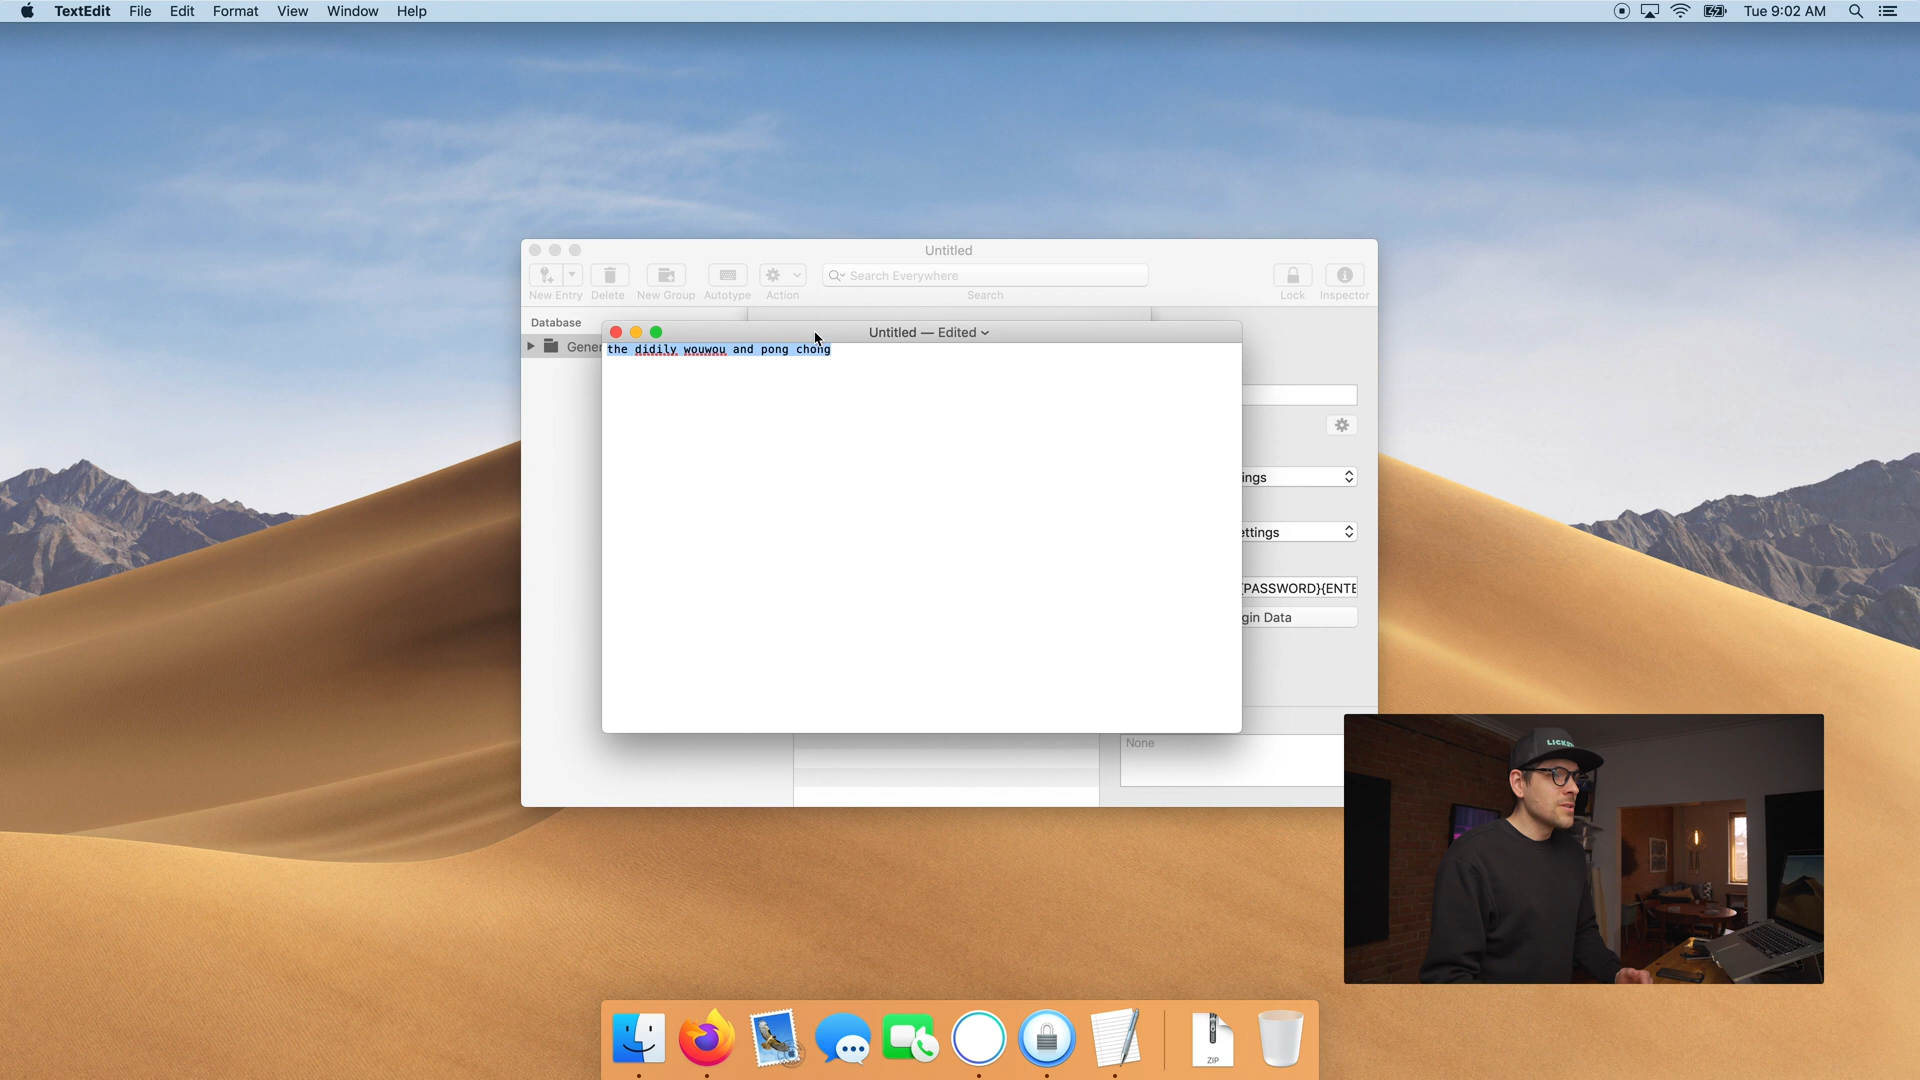 TextEdit File Edit Format View Window Help Tue 9:02 AM
Untitled
Search Everywhere
New Entry Delete New Group Autotype Action Search Lock Inspector
Database
Untitled — Edited
Gener
the didily wouwou and pong chong
ings
ettings
{PASSWORD}{ENTE
gin Data
None
ZIP